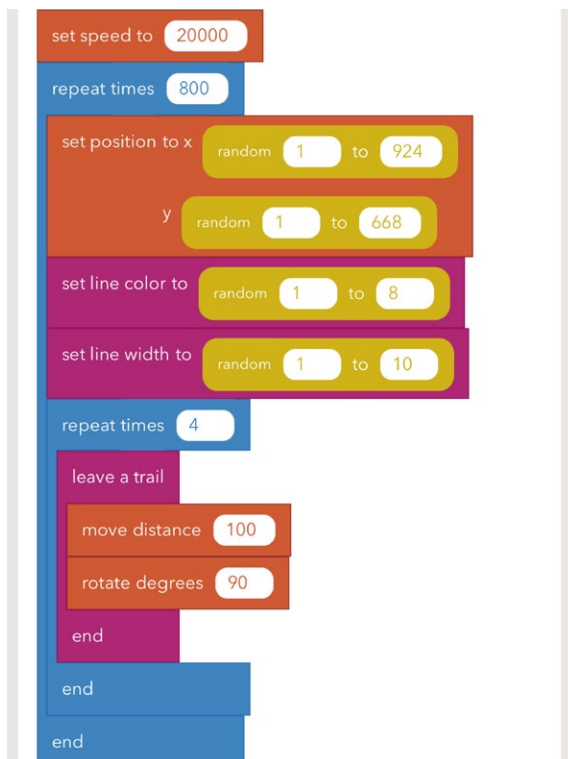 set speed to 20000
repeat times 800
set position to x random 1 to 924
y random 1 to 668
set line color to random 1 to 8
set line width to random 1 to 10
repeat times 4
leave a trail
move distance 100
rotate degrees 90
end
end
end